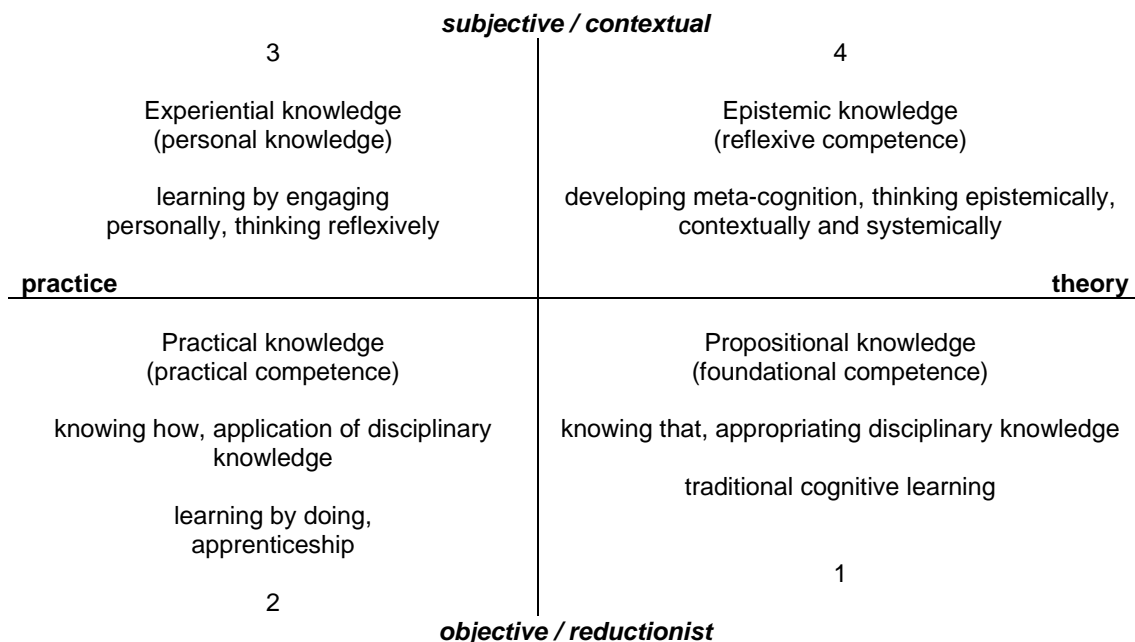 subjective / contextual
3
Experiential knowledge
(personal knowledge)
learning by engaging
personally, thinking reflexively
4
Epistemic knowledge
(reflexive competence)
developing meta-cognition, thinking epistemically,
contextually and systemically
practice
theory
Practical knowledge
(practical competence)
knowing how, application of disciplinary
knowledge
learning by doing,
apprenticeship
2
Propositional knowledge
(foundational competence)
knowing that, appropriating disciplinary knowledge
traditional cognitive learning
1
objective / reductionist